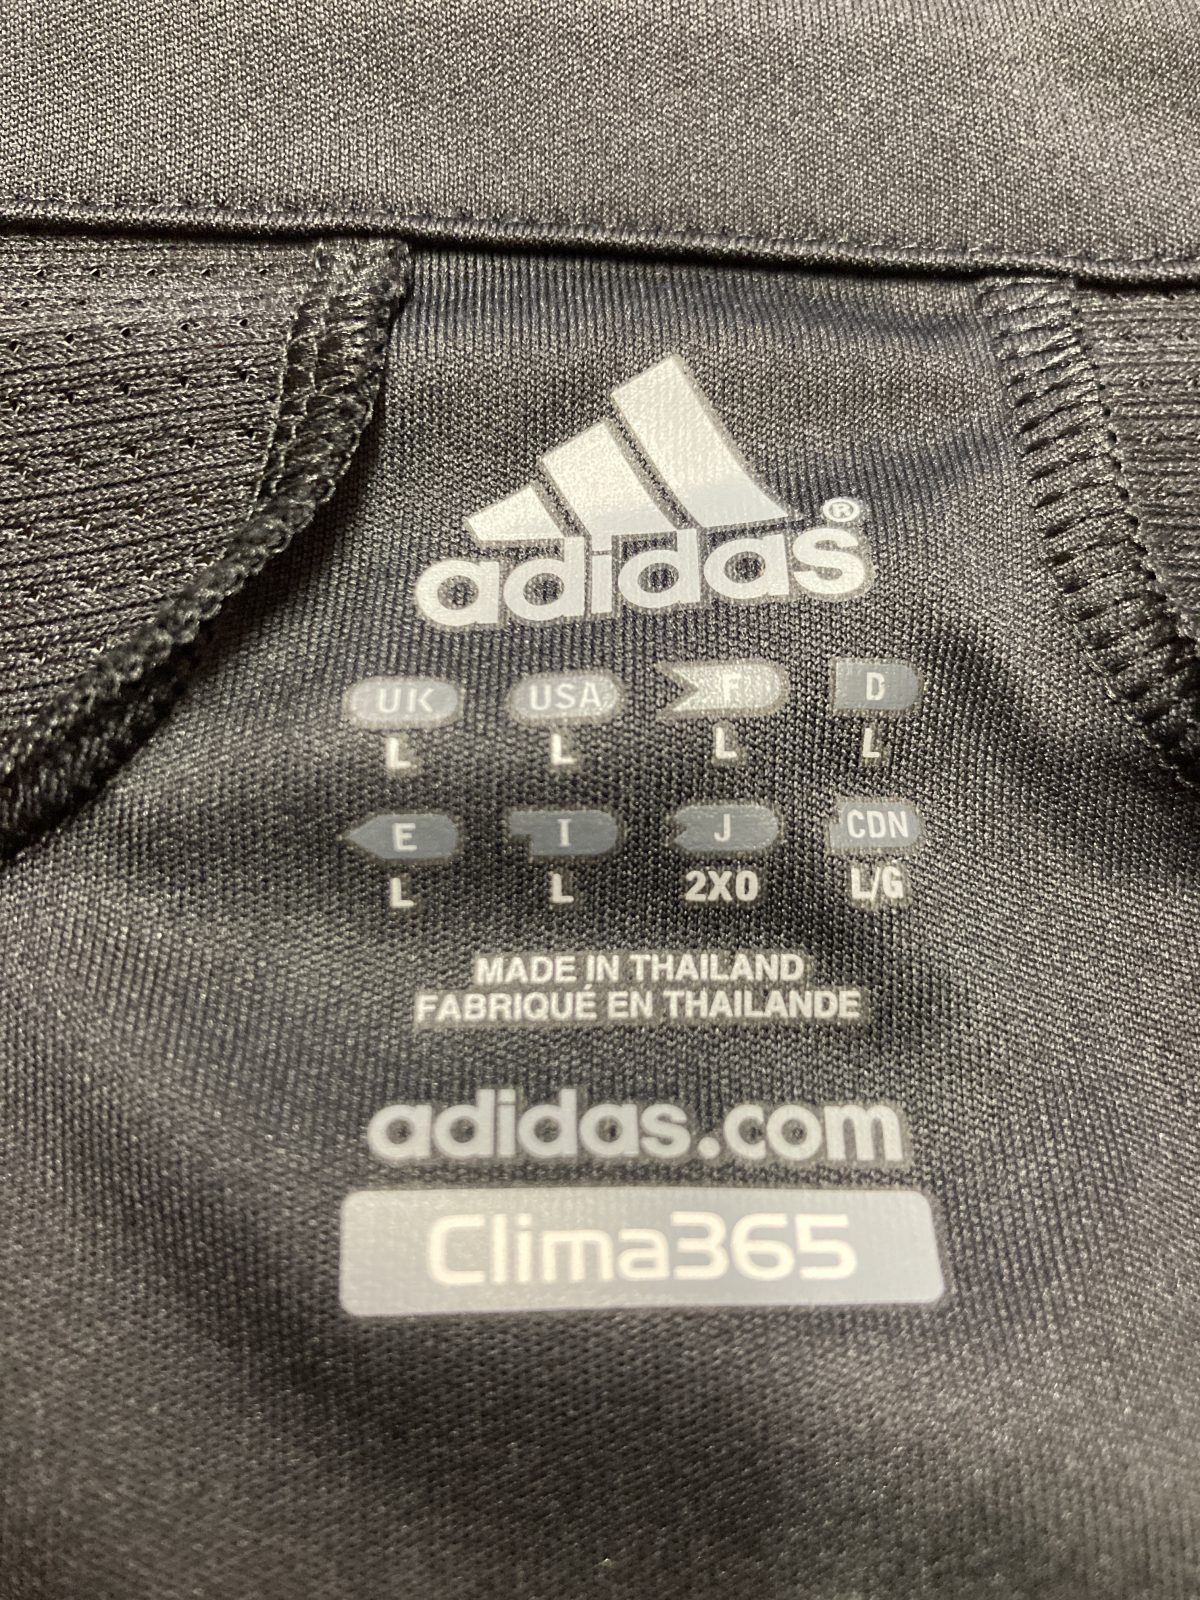 adidas®
UK USA F D
L L L L
E I J CDN
L L 2XO L/G
MADE IN THAILAND
FABRIQUÉ EN THAILANDE
adidas.com
Clima365